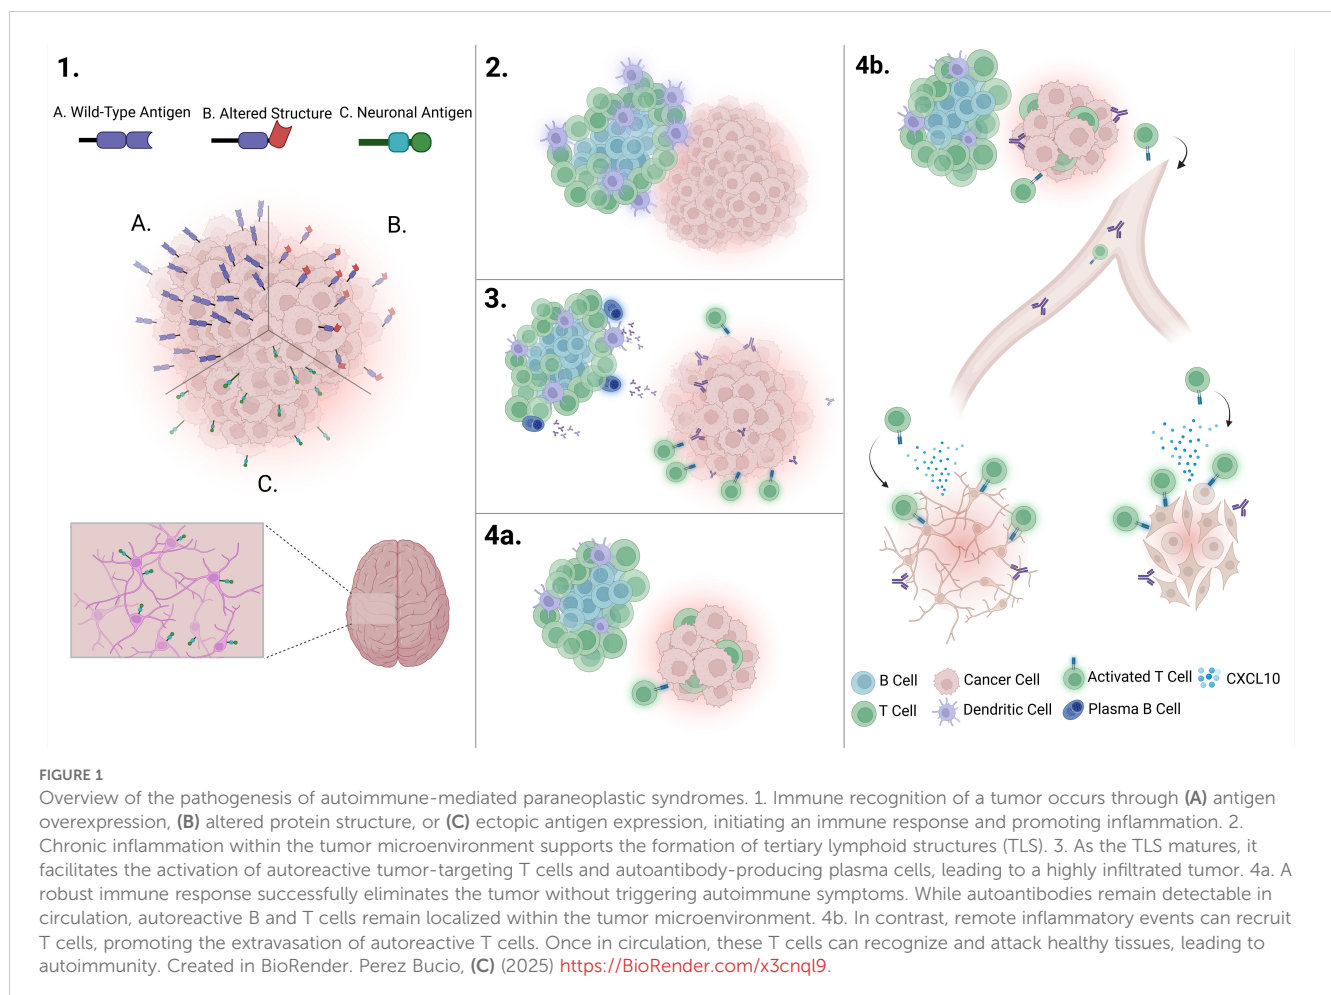 1.
A. Wild-Type Antigen
B. Altered Structure
C. Neuronal Antigen
A.
B.
C.
2.
3.
4a.
4b.
B Cell
Cancer Cell
Activated T Cell
CXCL10
T Cell
Dendritic Cell
Plasma B Cell
FIGURE 1
Overview of the pathogenesis of autoimmune-mediated paraneoplastic syndromes. 1. Immune recognition of a tumor occurs through (A) antigen
overexpression, (B) altered protein structure, or (C) ectopic antigen expression, initiating an immune response and promoting inflammation. 2.
Chronic inflammation within the tumor microenvironment supports the formation of tertiary lymphoid structures (TLS). 3. As the TLS matures, it
facilitates the activation of autoreactive tumor-targeting T cells and autoantibody-producing plasma cells, leading to a highly infiltrated tumor. 4a. A
robust immune response successfully eliminates the tumor without triggering autoimmune symptoms. While autoantibodies remain detectable in
circulation, autoreactive B and T cells remain localized within the tumor microenvironment. 4b. In contrast, remote inflammatory events can recruit
T cells, promoting the extravasation of autoreactive T cells. Once in circulation, these T cells can recognize and attack healthy tissues, leading to
autoimmunity. Created in BioRender. Perez Bucio, (C) (2025) https://BioRender.com/x3cnql9.